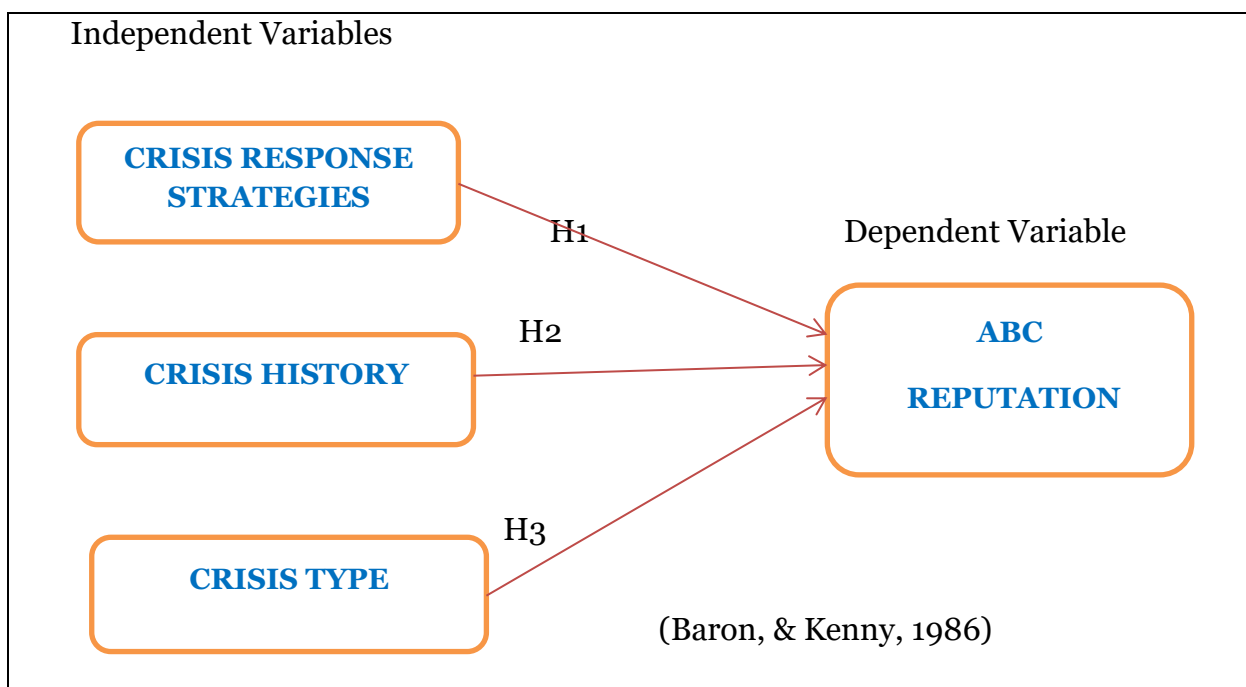 Independent Variables
CRISIS RESPONSE
STRATEGIES
H1
Dependent Variable
ABC
REPUTATION
H2
CRISIS HISTORY
H3
CRISIS TYPE
(Baron, & Kenny, 1986)